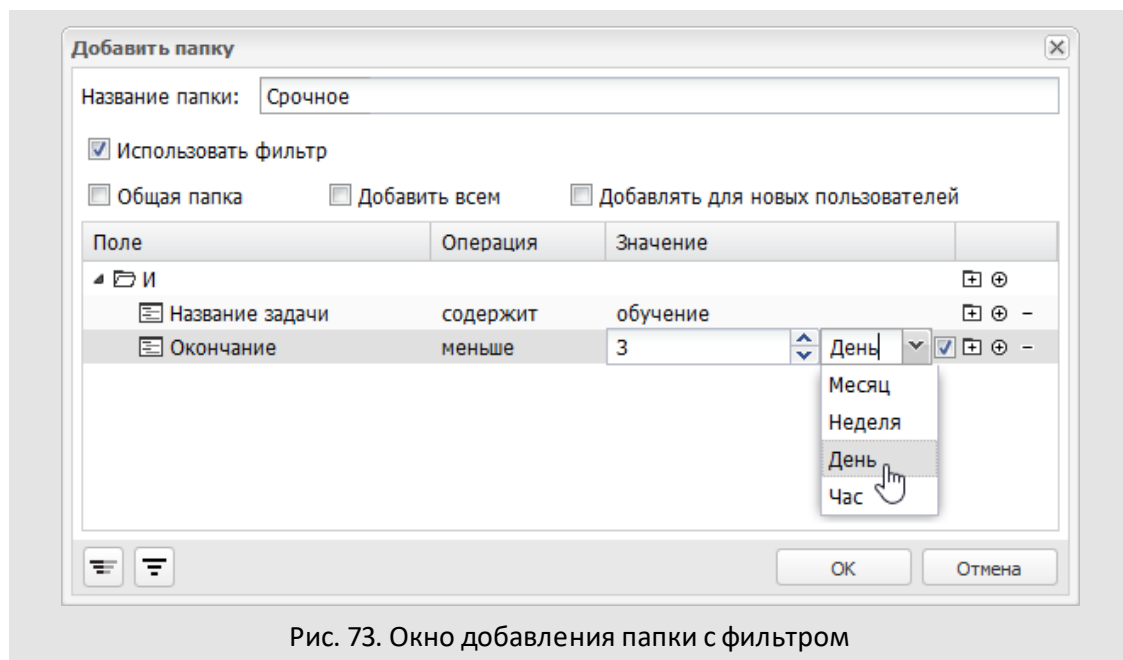 Добавить папку
Название папки: Срочное
Использовать фильтр
Общая папка Добавить всем Добавлять для новых пользователей
Поле Операция Значение
И
Название задачи содержит обучение
Окончание меньше 3 День
Месяц
Неделя
День
Час
ОК Отмена
Рис. 73. Окно добавления папки с фильтром